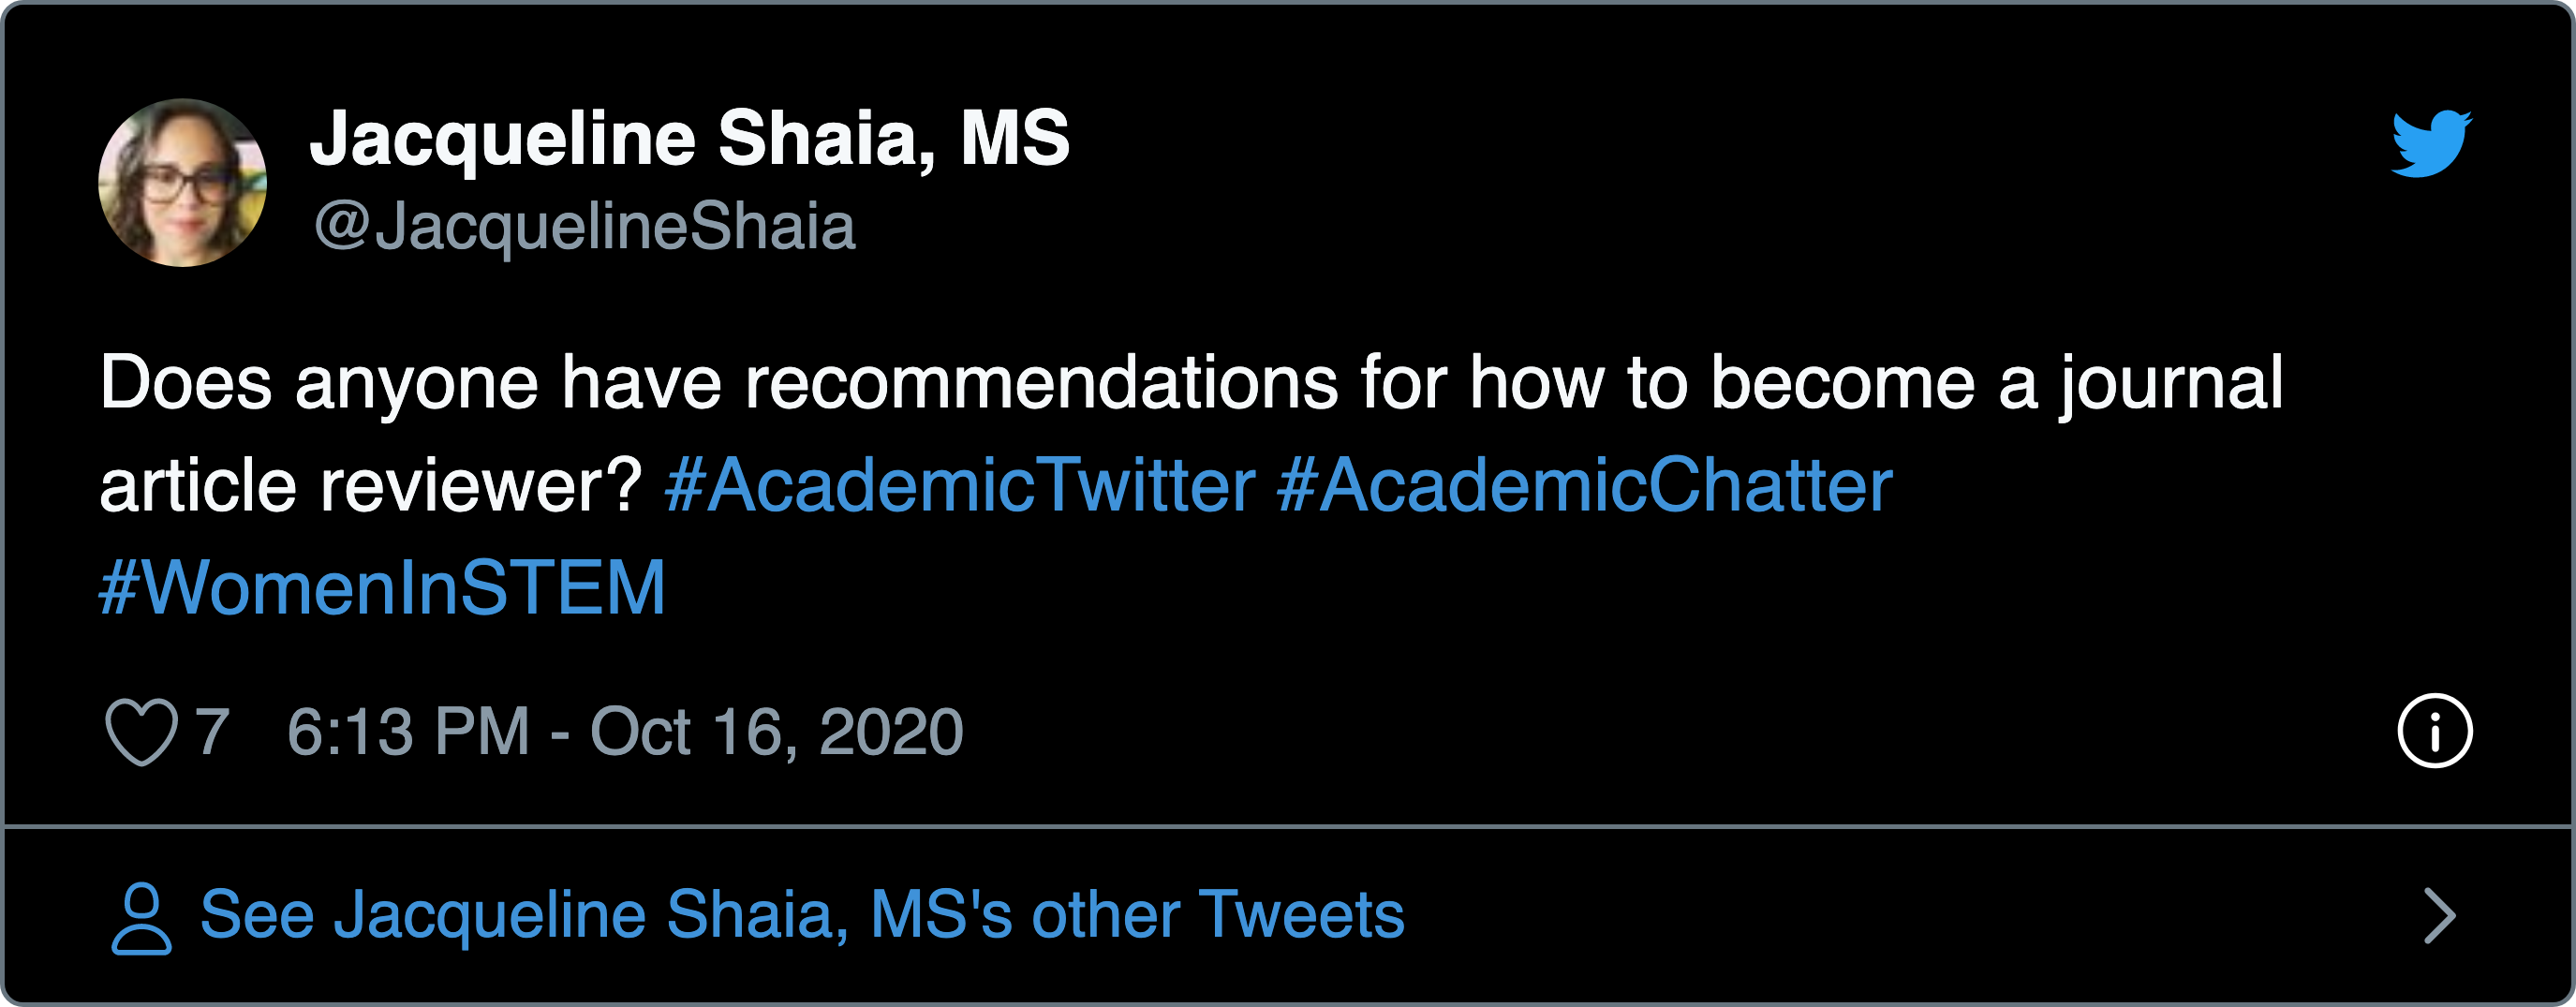 Jacqueline Shaia, MS
@JacquelineShaia
Does anyone have recommendations for how to become a journal
article reviewer? #AcademicTwitter #AcademicChatter
#WomenInSTEM
7 6:13 PM - Oct 16, 2020
See Jacqueline Shaia, MS's other Tweets